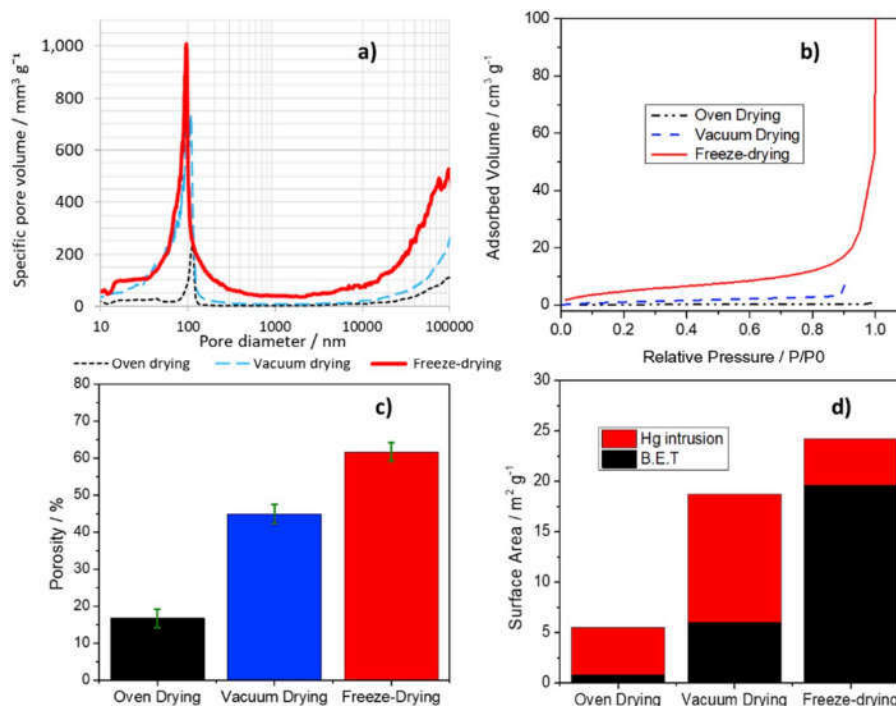 a)
Specific pore volume / mm³ g⁻¹
1,000
800
600
400
200
0
10 100 1000 10000 100000
Pore diameter / nm
Oven drying Vacuum drying Freeze-drying
b)
Adsorbed Volume / cm³ g⁻¹
100
80
60
40
20
0
Oven Drying
Vacuum Drying
Freeze-drying
0.0 0.2 0.4 0.6 0.8 1.0
Relative Pressure / P/P0
c)
Porosity / %
80
70
60
50
40
30
20
10
0
Oven Drying Vacuum Drying Freeze-Drying
d)
Surface Area / m² g⁻¹
30
25
20
15
10
5
0
Hg intrusion
B.E.T
Oven Drying Vacuum Drying Freeze-drying